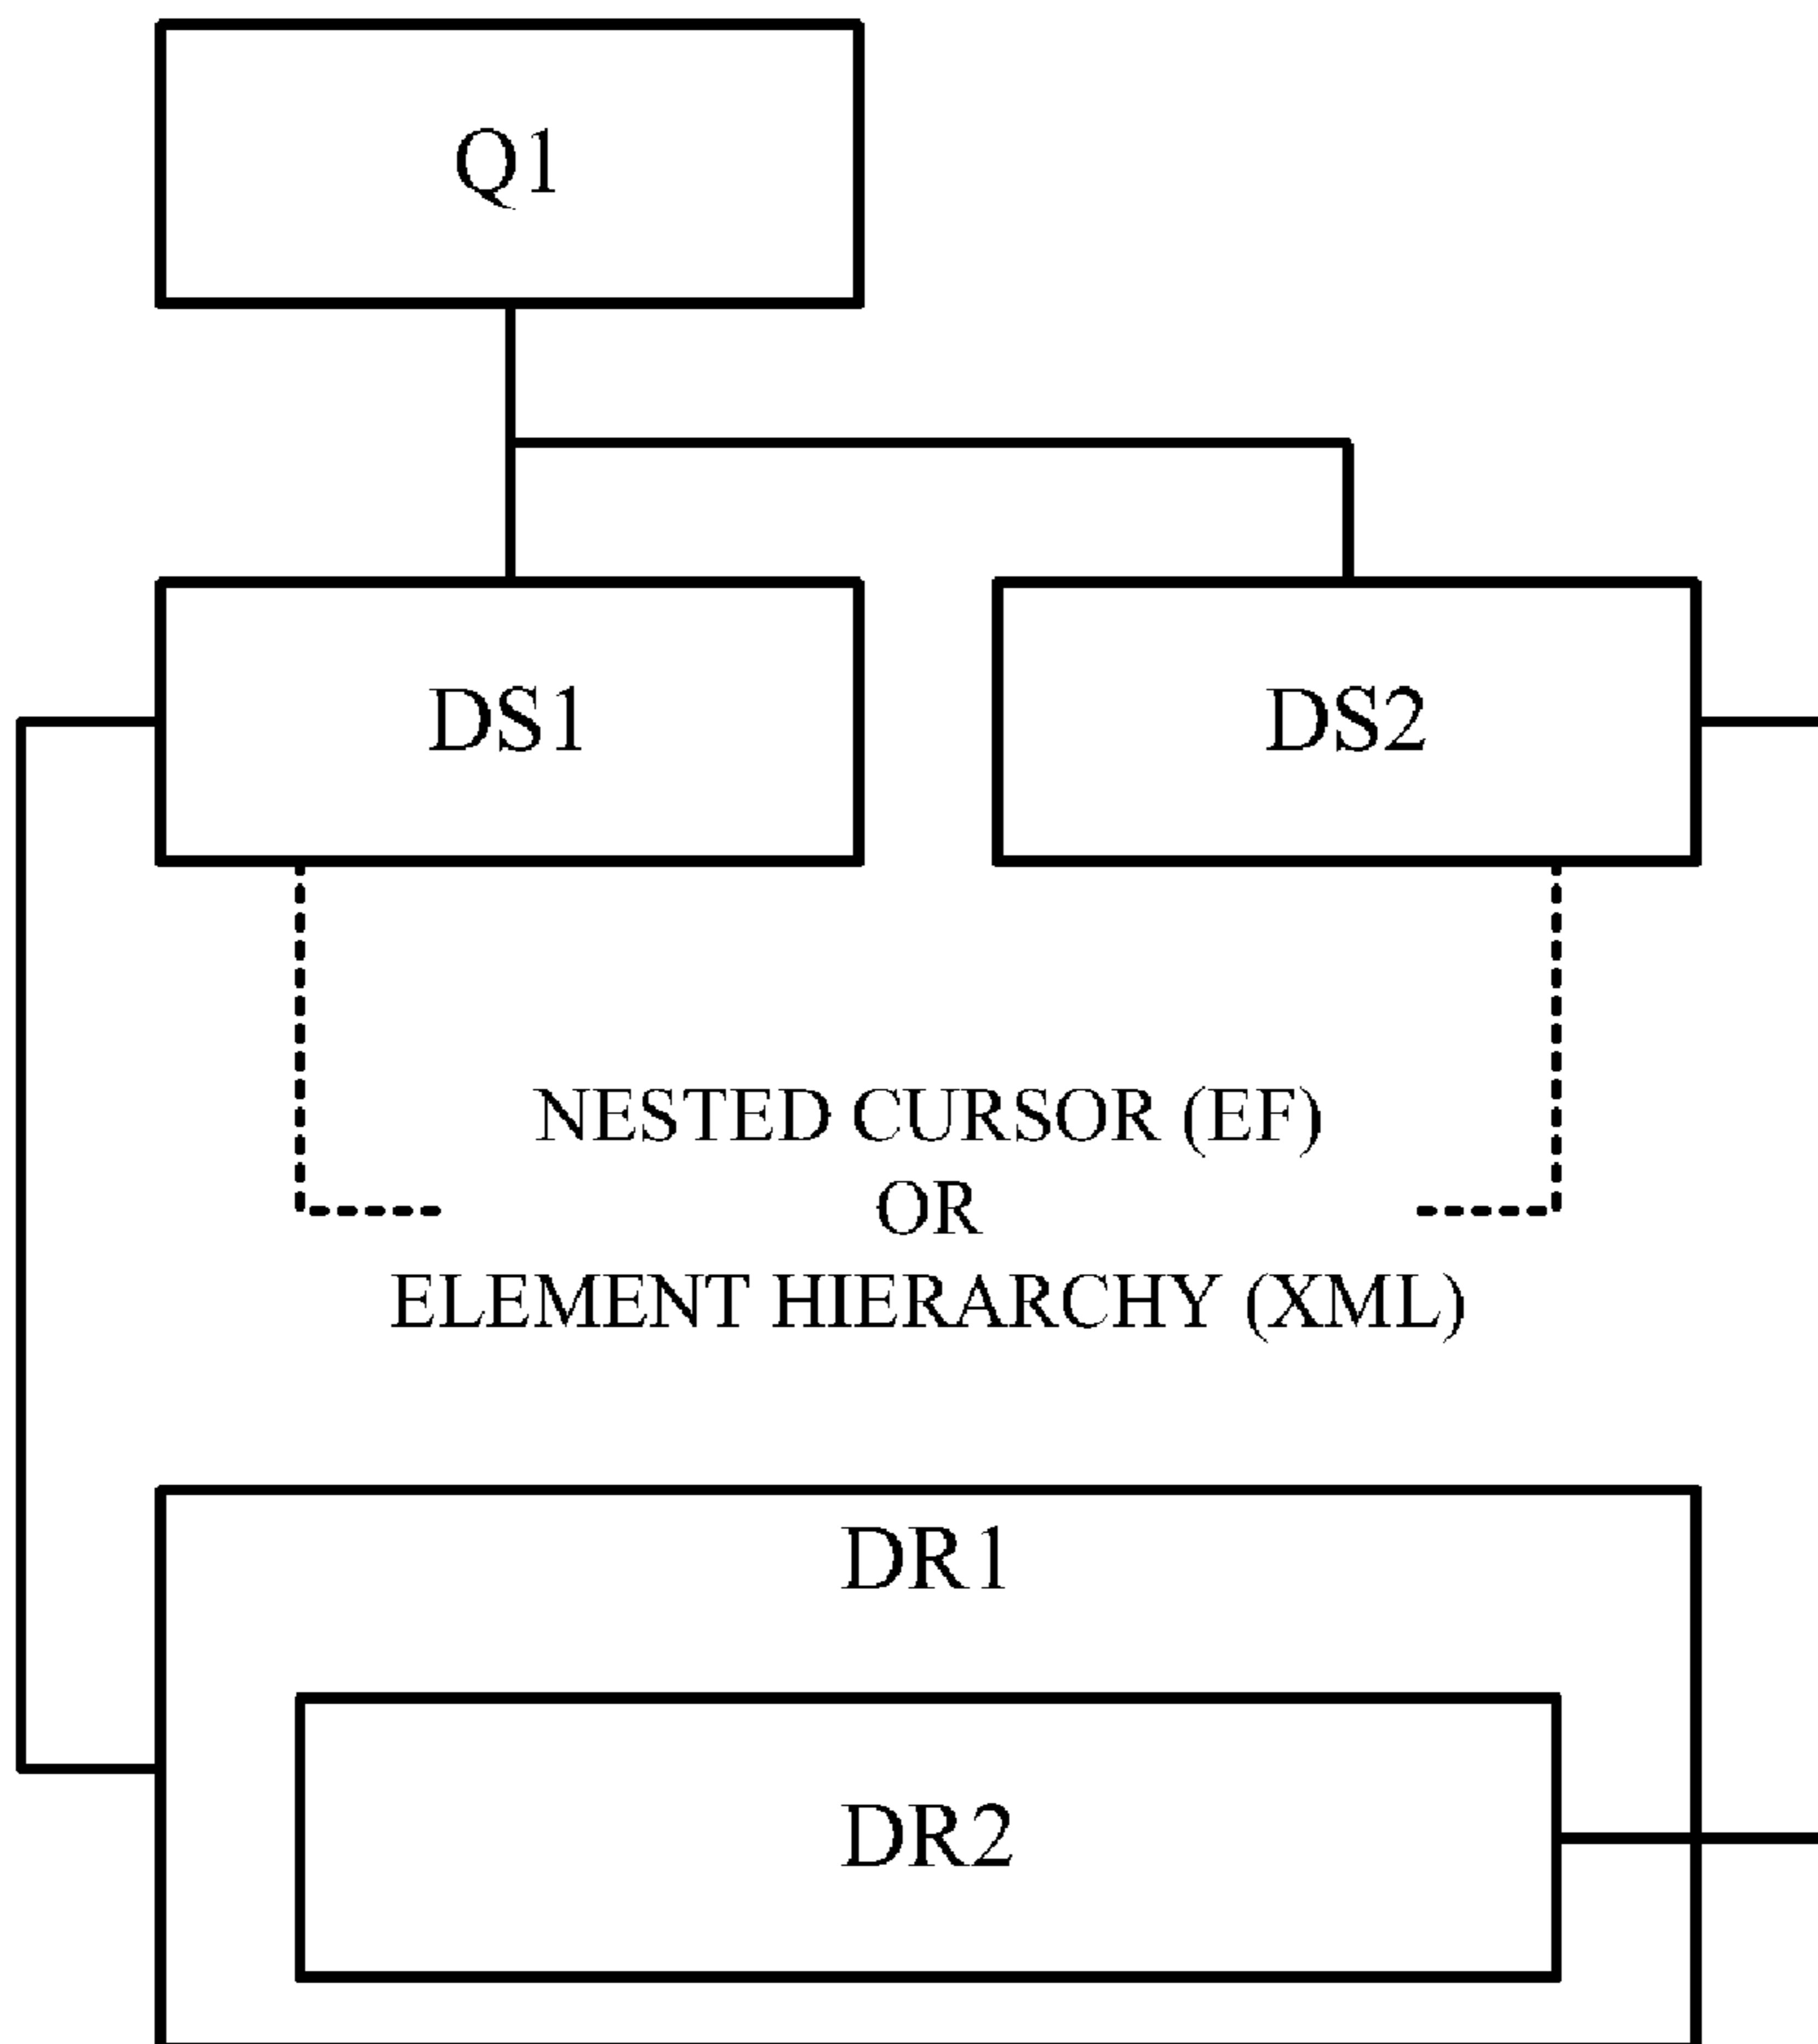 Q1
DS1
DS2
NESTED CURSOR (EF)
OR
ELEMENT HIERARCHY (XML)
DR1
DR2